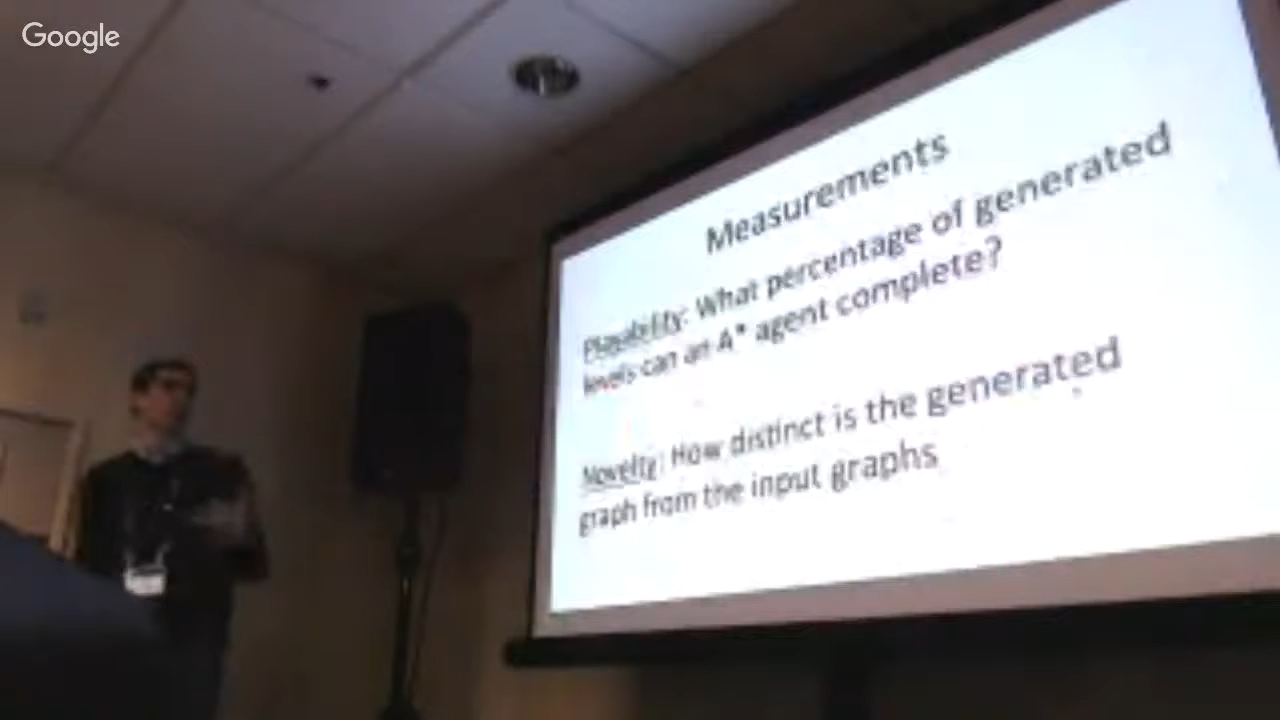 Google
Measurements
Playability: What percentage of generated
levels can an A* agent complete?
Novelty: How distinct is the generated
graph from the input graphs